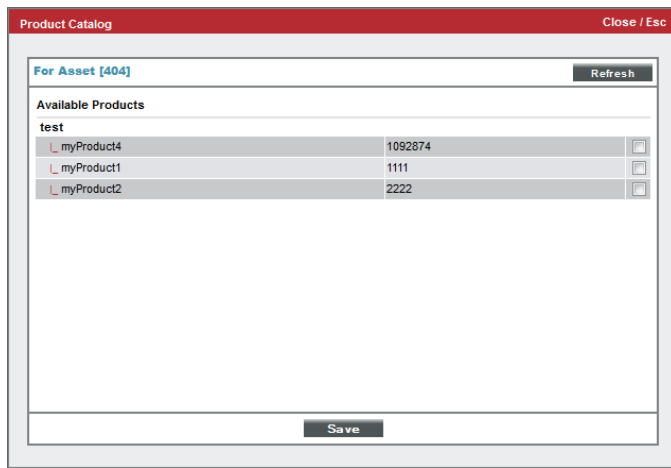 Product Catalog Close / Esc
For Asset [404] Refresh
Available Products
test
|_ myProduct4 1092874
|_ myProduct1 1111
|_ myProduct2 2222
Save